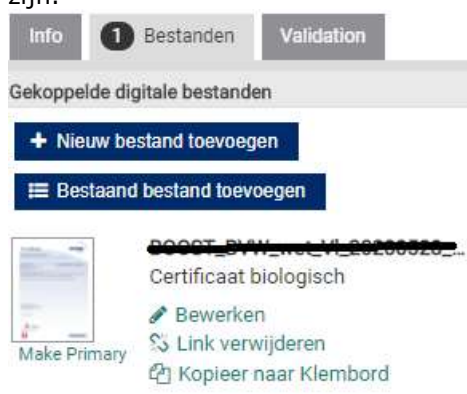 zijn.
Info 1 Bestanden Validation
Gekoppelde digitale bestanden
+ Nieuw bestand toevoegen
Bestaand bestand toevoegen
Certificaat biologisch
Bewerken
Link verwijderen
Make Primary
Kopieer naar Klembord